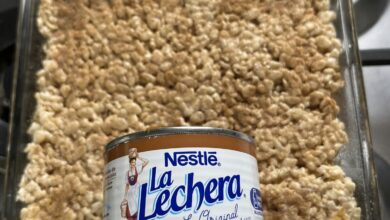 Nestlé
La
Lechera
Original